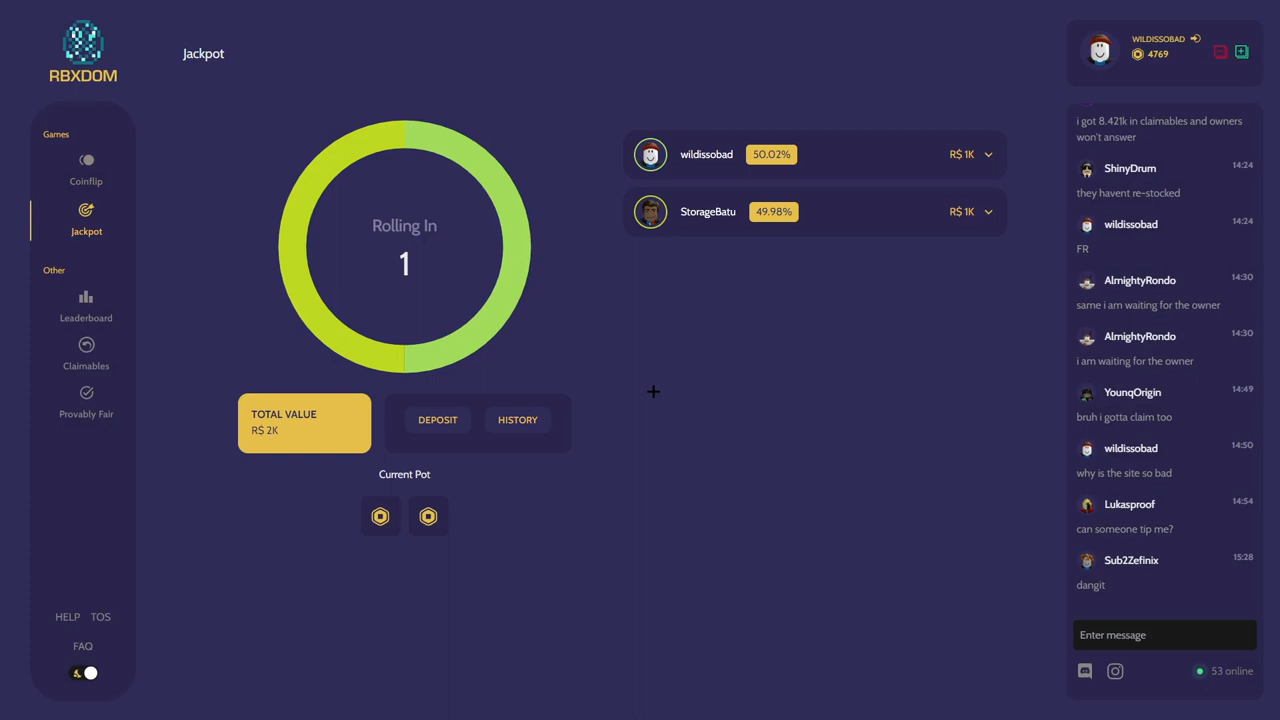 RBXDOM
Jackpot
WILDISSOBAD
4769
Games
Coinflip
Jackpot
Other
Leaderboard
Claimables
Provably Fair
HELP TOS
FAQ
Rolling In
1
TOTAL VALUE
R$ 2K
DEPOSIT
HISTORY
Current Pot
wildissobad 50.02% R$ 1K
StorageBatu 49.98% R$ 1K
i got 8.421k in claimables and owners
won't answer
ShinyDrum 14:24
they havent re-stocked
wildissobad 14:24
FR
AlmightyRondo 14:30
same i am waiting for the owner
AlmightyRondo 14:30
i am waiting for the owner
YounqOrigin 14:49
bruh i gotta claim too
wildissobad 14:50
why is the site so bad
Lukasproof 14:54
can someone tip me?
Sub2Zefinix 15:28
dangit
Enter message
53 online